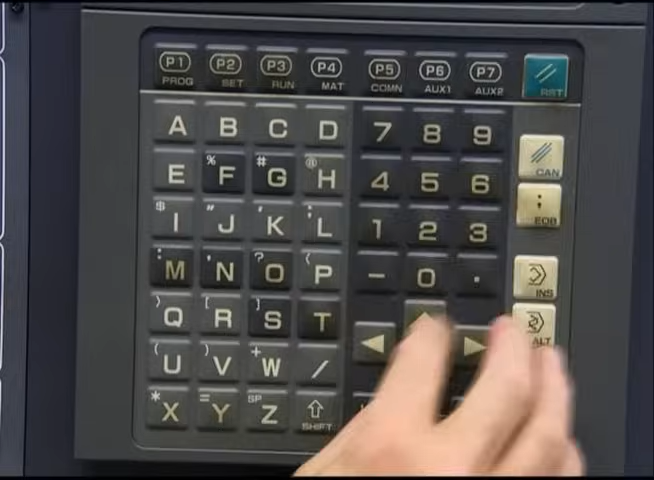 P1 P2 P3 P4 P5 P6 P7
PROG SET RUN MAT COMN AUX1 AUX2 RST
A B C D 7 8 9
CAN
E % F # G @ H 4 5 6
$ I " J ' K ; L 1 2 3 ; EOB
: M ' N ? O ( P - 0 .
INS
) Q [ R ] S T
ALT
( U ) V + W /
* X = Y SP Z SHIFT